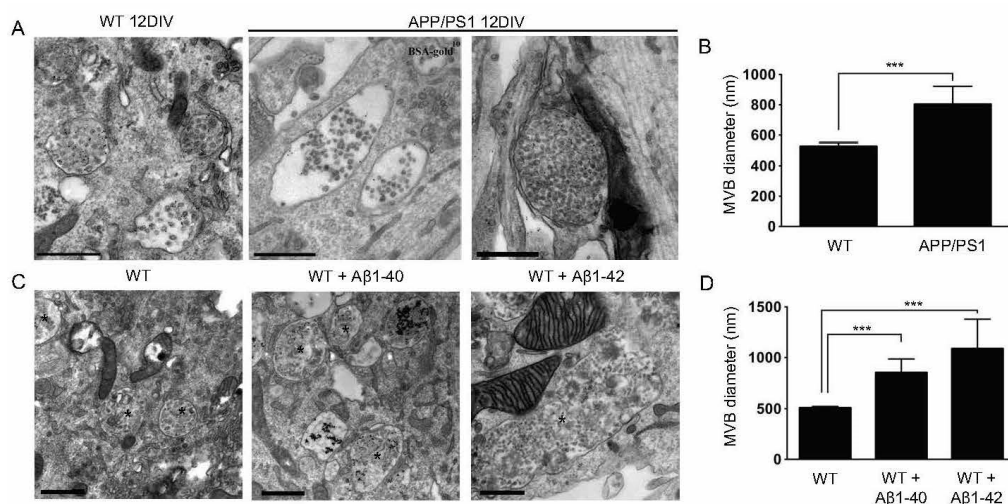 A
WT 12DIV
APP/PS1 12DIV
BSA-gold10
B
MVB diameter (nm)
1000
800
600
400
200
0
***
WT
APP/PS1
C
WT
WT + Aβ1-40
WT + Aβ1-42
*
*
*
*
*
*
*
D
MVB diameter (nm)
1500
1000
500
0
***
***
WT
WT +
Aβ1-40
WT +
Aβ1-42